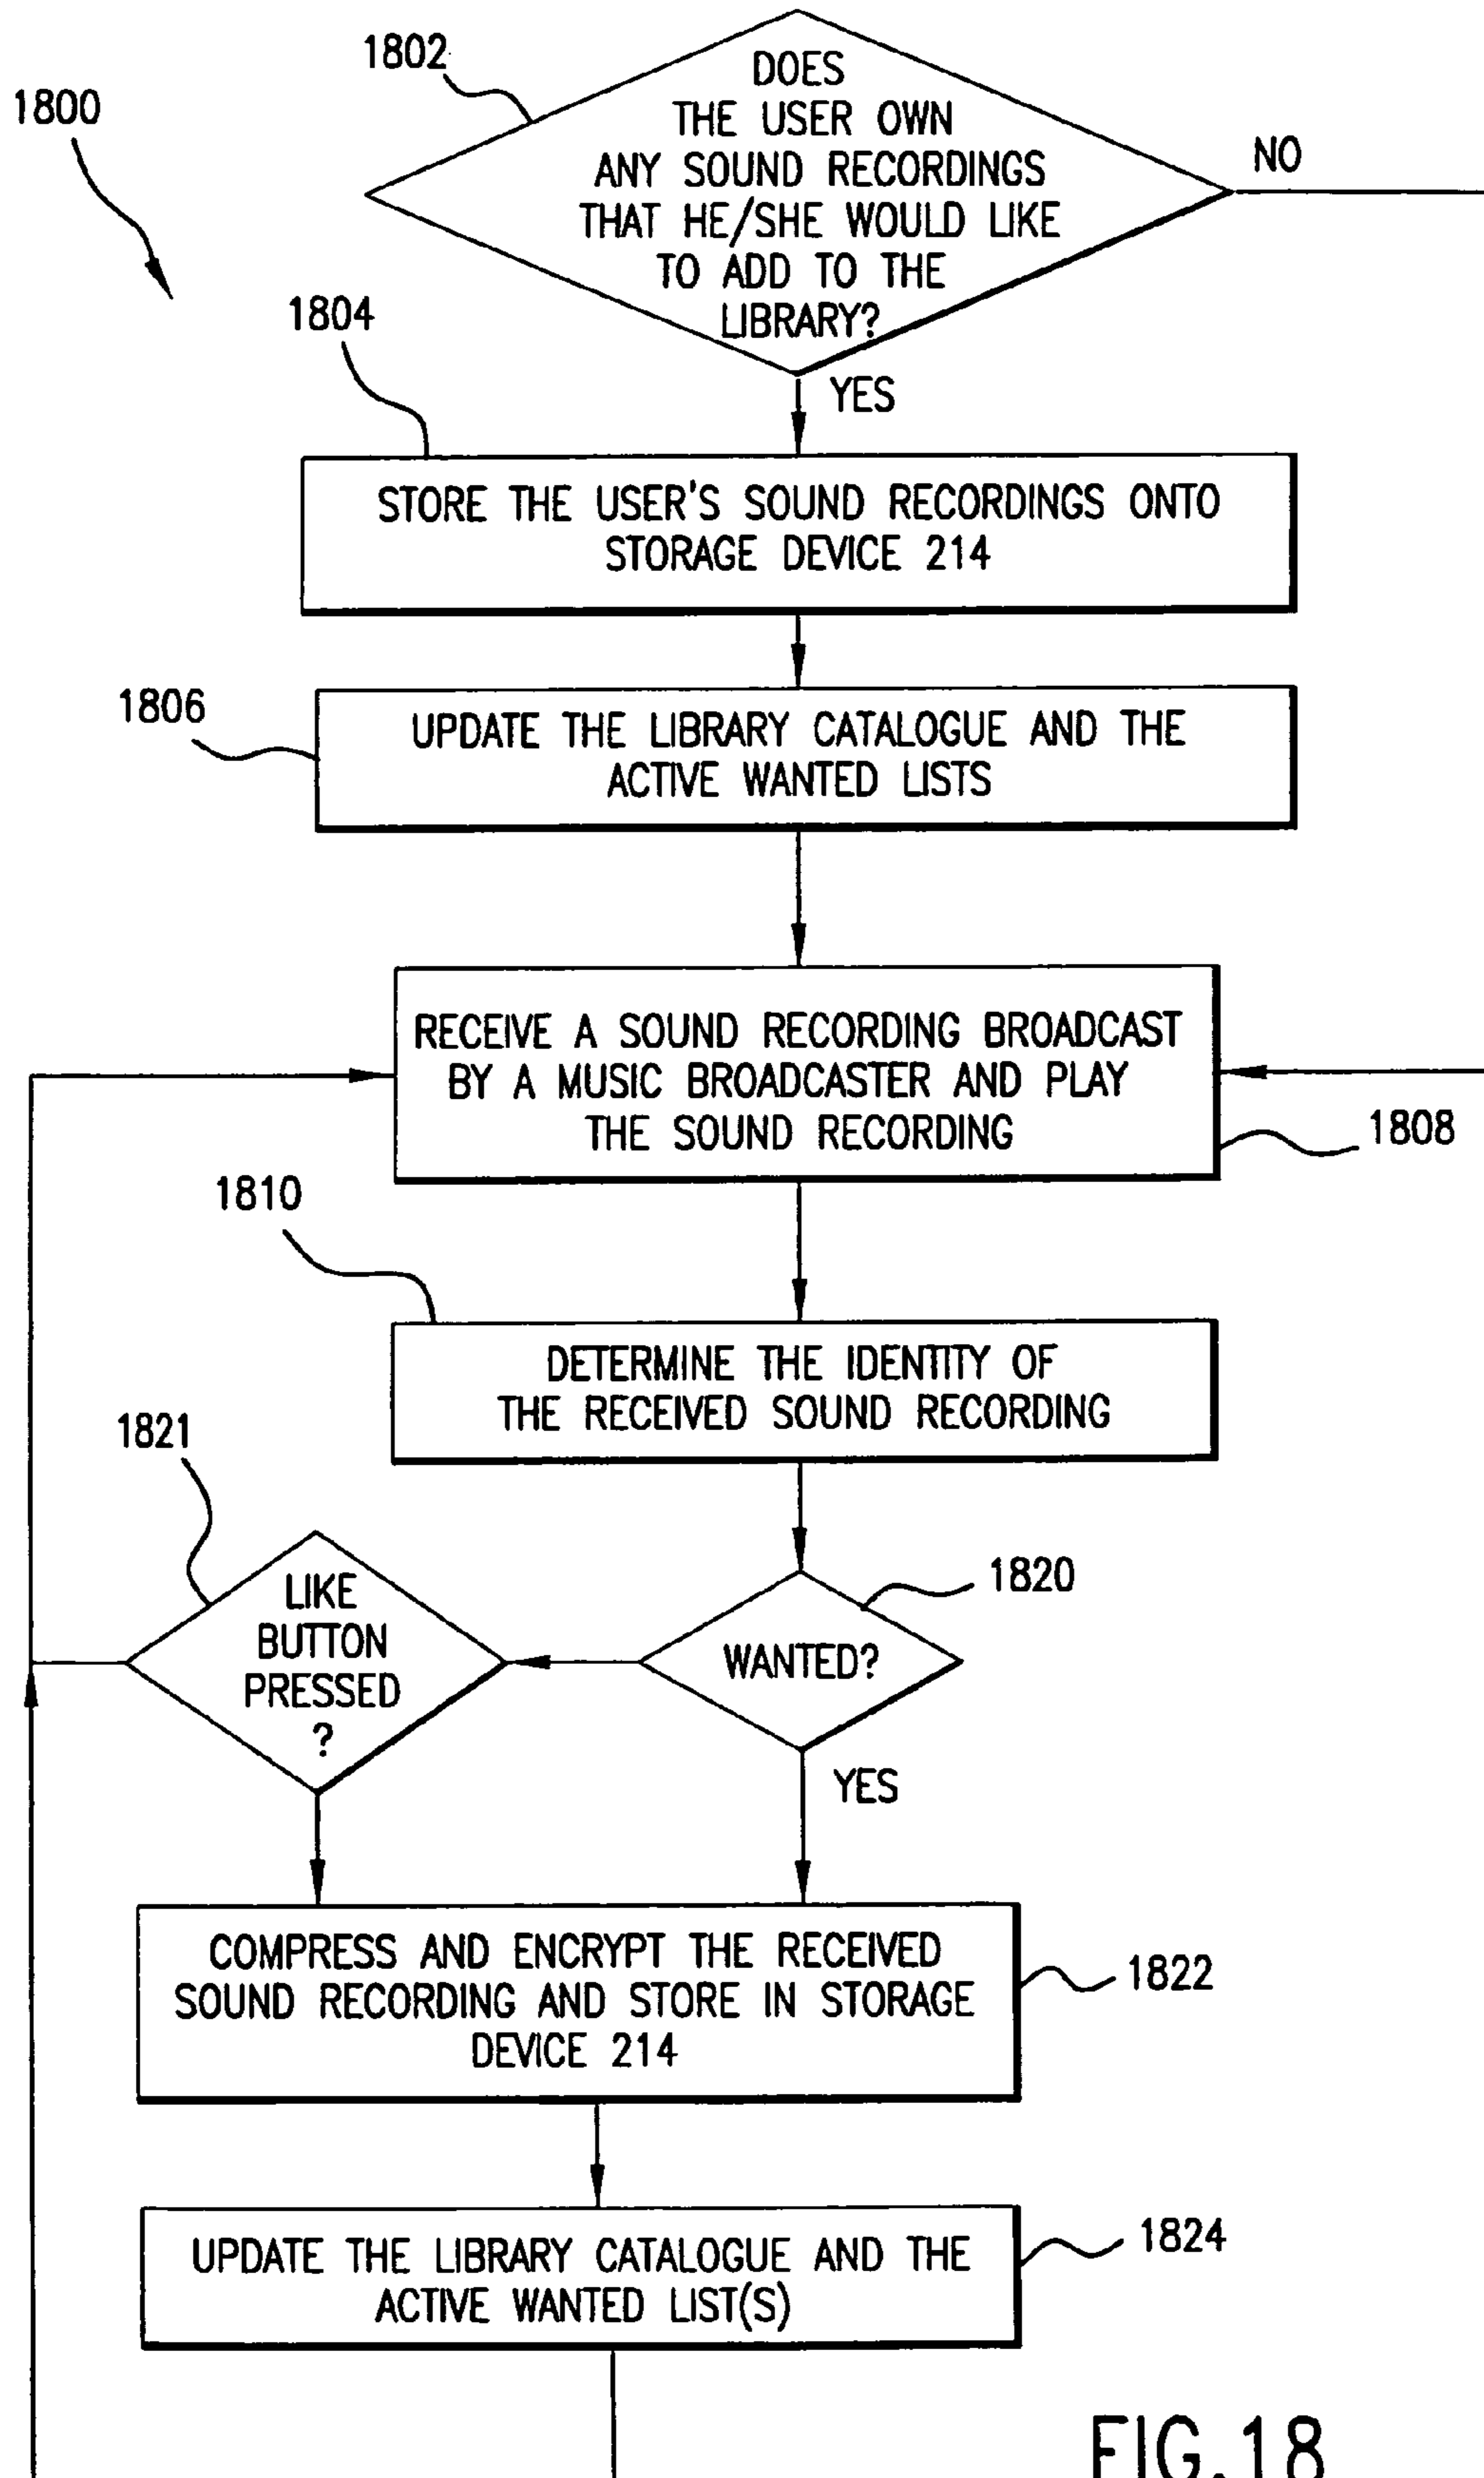 1802
1800
DOES
THE USER OWN
ANY SOUND RECORDINGS
THAT HE/SHE WOULD LIKE
TO ADD TO THE
LIBRARY?
NO
1804
YES
STORE THE USER'S SOUND RECORDINGS ONTO
STORAGE DEVICE 214
1806
UPDATE THE LIBRARY CATALOGUE AND THE
ACTIVE WANTED LISTS
RECEIVE A SOUND RECORDING BROADCAST
BY A MUSIC BROADCASTER AND PLAY
THE SOUND RECORDING
1808
1810
DETERMINE THE IDENTITY OF
THE RECEIVED SOUND RECORDING
1821
LIKE
BUTTON
PRESSED
?
1820
WANTED?
YES
COMPRESS AND ENCRYPT THE RECEIVED
SOUND RECORDING AND STORE IN STORAGE
DEVICE 214
1822
UPDATE THE LIBRARY CATALOGUE AND THE
ACTIVE WANTED LIST(S)
1824
FIG.18